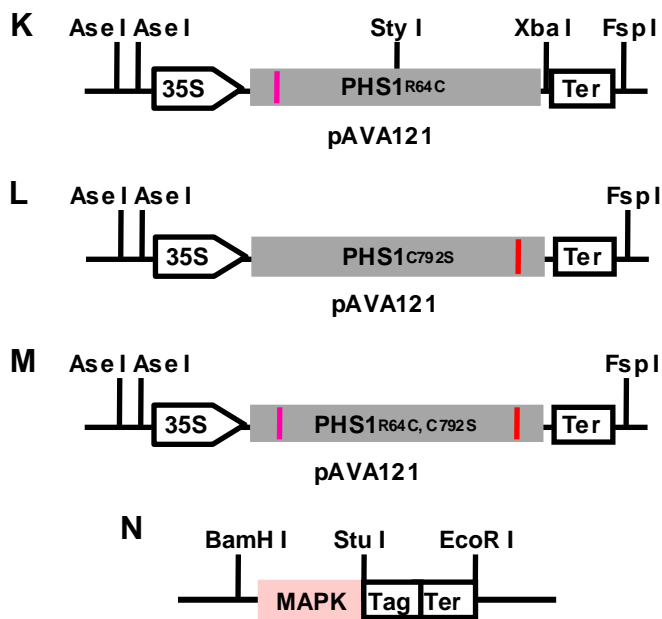 K Ase I Ase I Sty I Xba I Fsp I
35S PHS1R64C Ter
pAVA121
L Ase I Ase I Fsp I
35S PHS1C792S Ter
pAVA121
M Ase I Ase I Fsp I
35S PHS1R64C, C792S Ter
pAVA121
N
BamH I Stu I EcoR I
MAPK Tag Ter